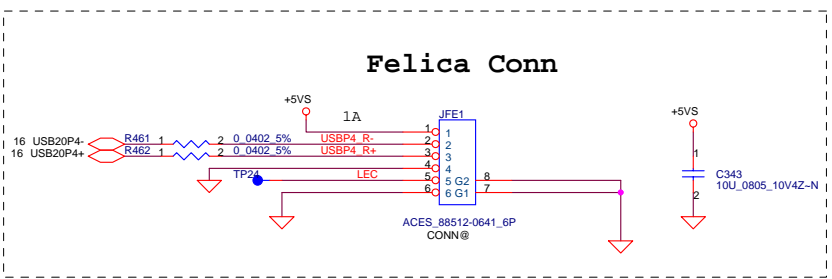 Felica Conn
+5VS
1A
JFE1
+5VS
16 USB20P4- R461 1 2 0_0402_5% USBP4_R- 1 1
16 USB20P4+ R462 1 2 0_0402_5% USBP4_R+ 2 2
3 3
4 4
TP24 LEC 5 5 G2 8
6 6 G1 7
1
C343
10U_0805_10V4Z~N
2
ACES_88512-0641_6P
CONN@